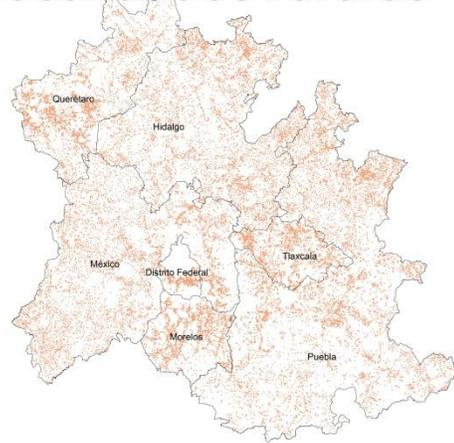 Querétaro
Hidalgo
México
Distrito Federal
Tlaxcala
Morelos
Puebla